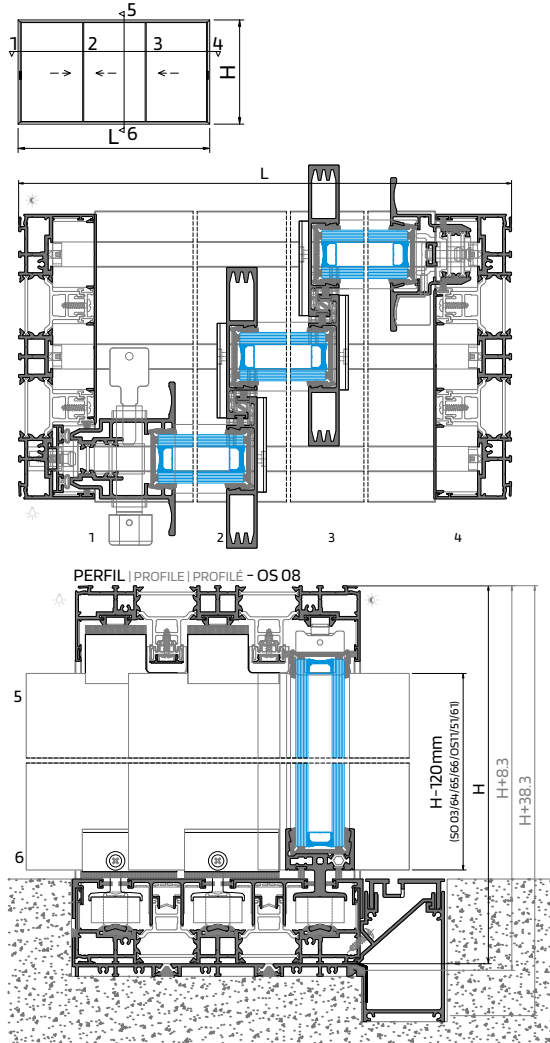 5
1 2 3 4
H
L 6
L
1 2 3 4
PERFIL | PROFILE | PROFILÉ - OS 08
5
H-120mm
(SO 03/64/65/66/OS11/51/61)
H
H+8.3
H+38.3
6